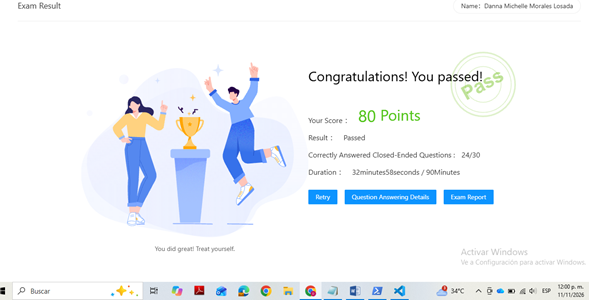 Exam Result
Name: Danna Michelle Morales Losada
Congratulations! You passed!
Pass
Your Score : 80 Points
Result : Passed
Correctly Answered Closed-Ended Questions : 24/30
Duration : 32minutes58seconds / 90Minutes
Retry
Question Answering Details
Exam Report
You did great! Treat yourself.
Activar Windows
Ve a Configuración para activar Windows.
Buscar
34°C
ESP
12:00 p. m.
11/11/2026